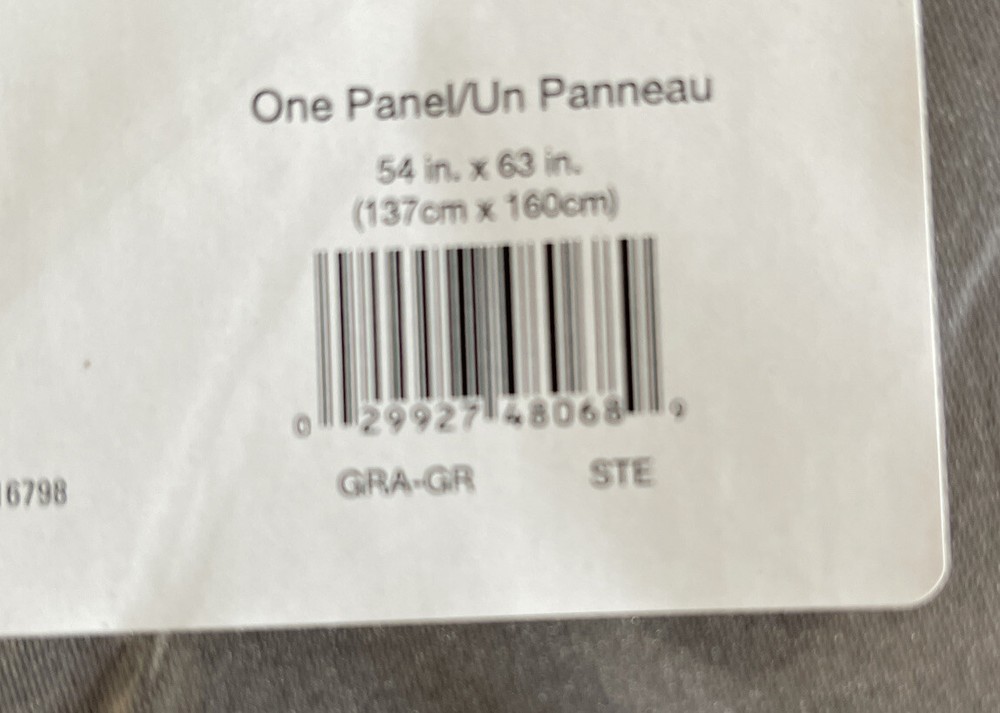 One Panel/Un Panneau
54 in. x 63 in.
(137cm x 160cm)
0 29927 48068 9
GRA-GR STE
16798